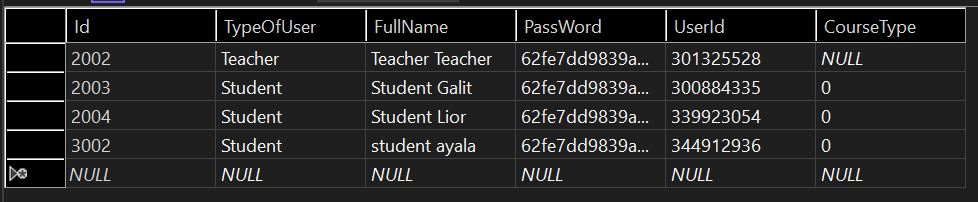 Id TypeOfUser FullName PassWord UserId CourseType
2002 Teacher Teacher Teacher 62fe7dd9839a... 301325528 NULL
2003 Student Student Galit 62fe7dd9839a... 300884335 0
2004 Student Student Lior 62fe7dd9839a... 339923054 0
3002 Student student ayala 62fe7dd9839a... 344912936 0
NULL NULL NULL NULL NULL NULL